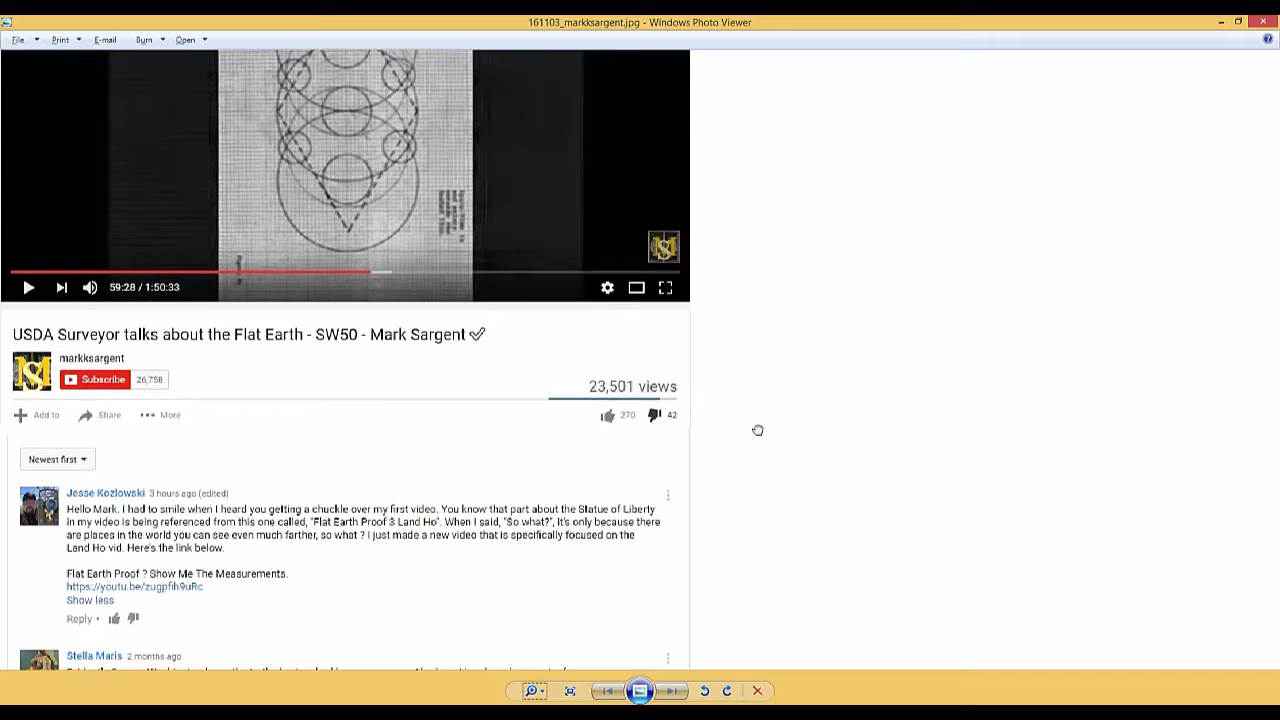 161103_markksargent.jpg - Windows Photo Viewer
File Print E-mail Burn Open
59:28 / 1:50:33
USDA Surveyor talks about the Flat Earth - SW50 - Mark Sargent
markksargent
Subscribe 26,758
23,501 views
Add to Share More 270 42
Newest first
Jesse Kozlowski 3 hours ago (edited)
Hello Mark. I had to smile when I heard you getting a chuckle over my first video. You know that part about the Statue of Liberty
in my video is being referenced from this one called, "Flat Earth Proof 3 Land Ho". When I said, "So what?", it's only because there
are places in the world you can see even much farther, so what ? I just made a new video that is specifically focused on the
Land Ho vid. Here's the link below.
Flat Earth Proof ? Show Me The Measurements.
https://youtu.be/zugpfih9uRc
Show less
Reply
Stella Maris 2 months ago